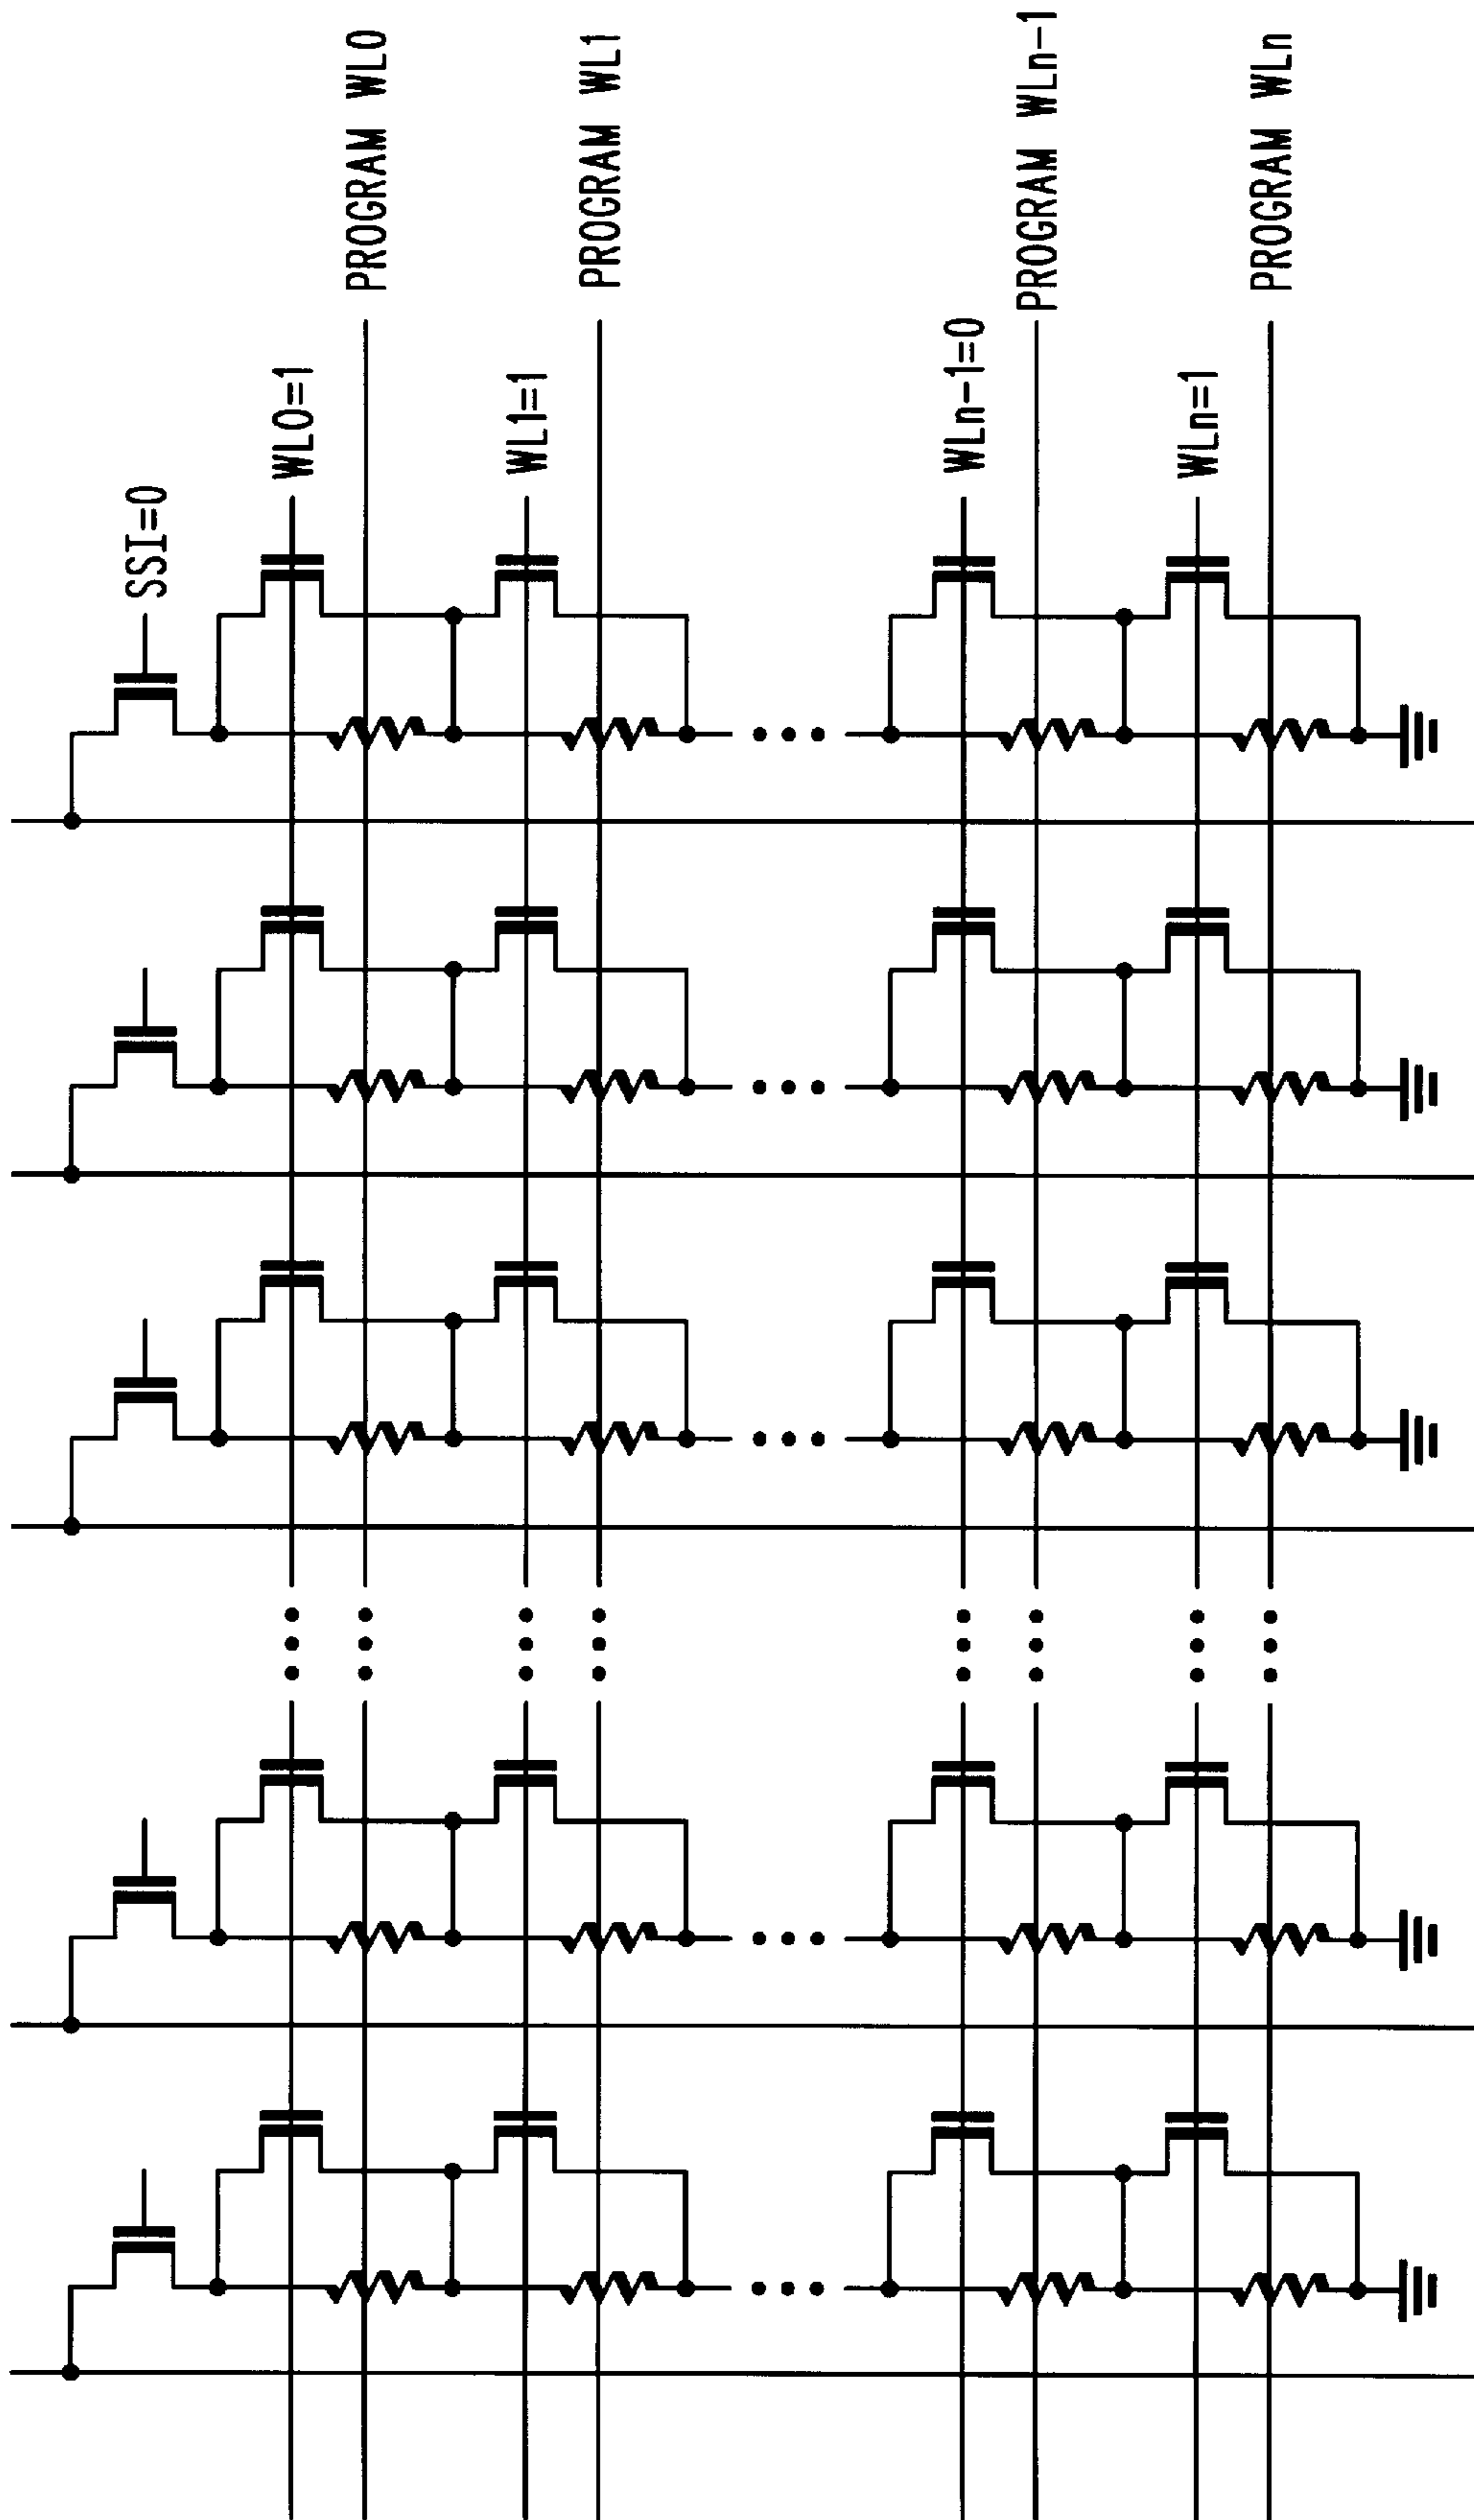 SSI=0
WL0=1
PROGRAM WL0
WL1=1
PROGRAM WL1
WLn-1=0
PROGRAM WLn-1
WLn=1
PROGRAM WLn